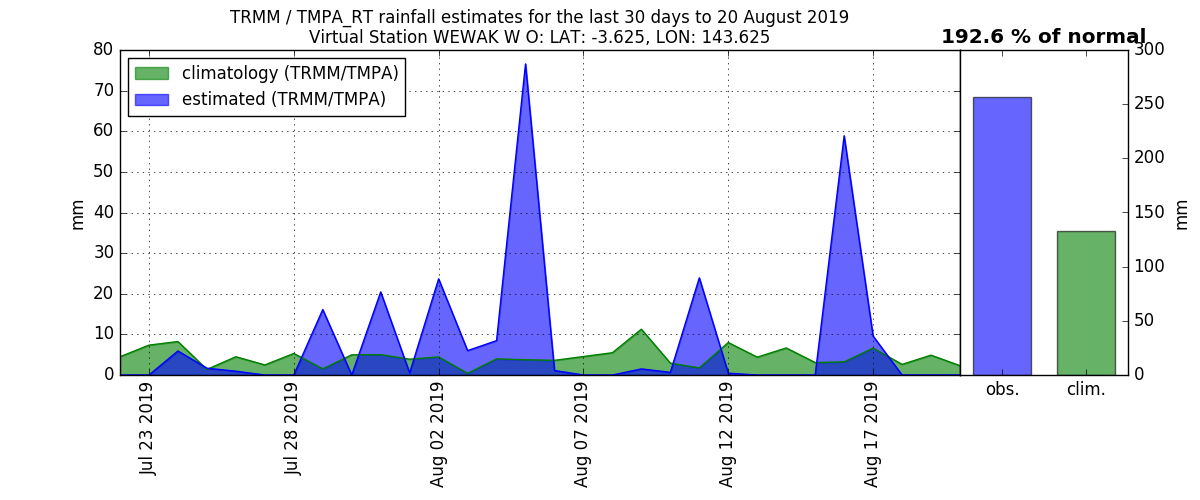 TRMM / TMPA_RT rainfall estimates for the last 30 days to 20 August 2019
Virtual Station WEWAK W O: LAT: -3.625, LON: 143.625
192.6 % of normal
climatology (TRMM/TMPA)
estimated (TRMM/TMPA)
80
70
60
50
40
30
20
10
0
mm
Jul 23 2019
Jul 28 2019
Aug 02 2019
Aug 07 2019
Aug 12 2019
Aug 17 2019
300
250
200
150
100
50
0
mm
obs.
clim.